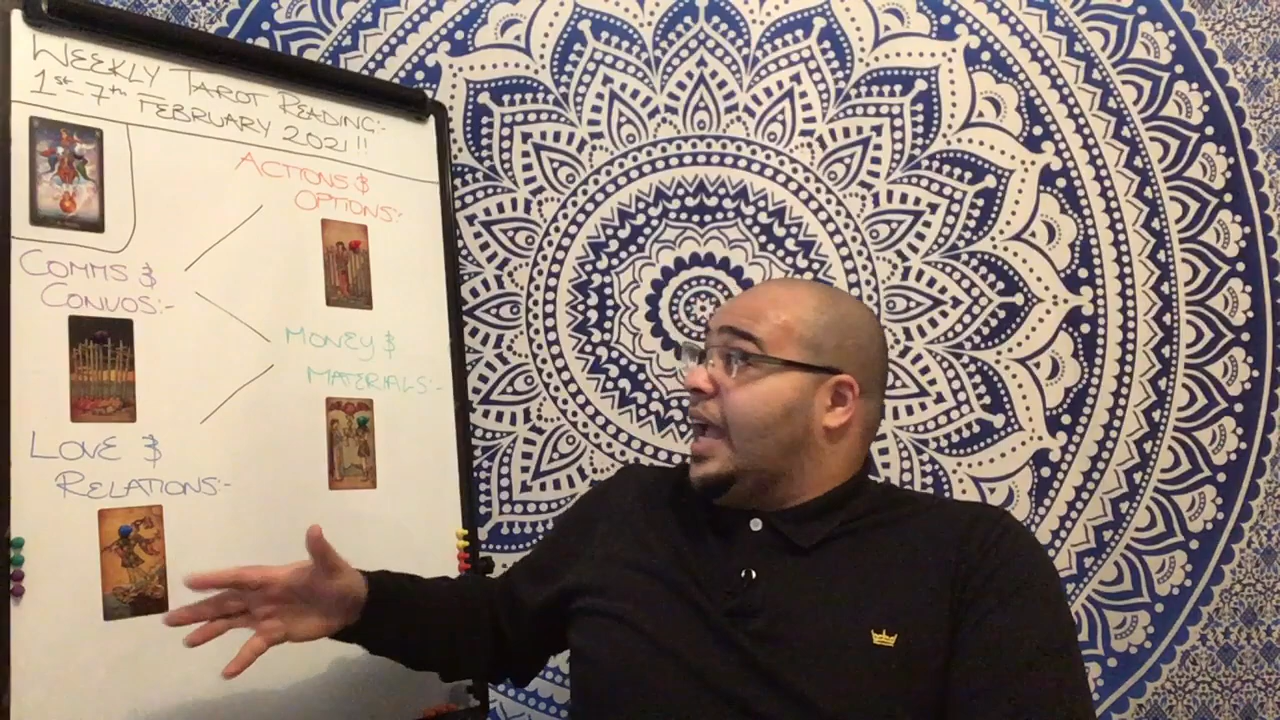 WEEKLY TAROT READING:-
1st-7th FEBRUARY 2021!!
ACTIONS &
OPTIONS:-
COMMS &
CONVOS:-
MONEY &
MATERIALS:-
LOVE &
RELATIONS:-